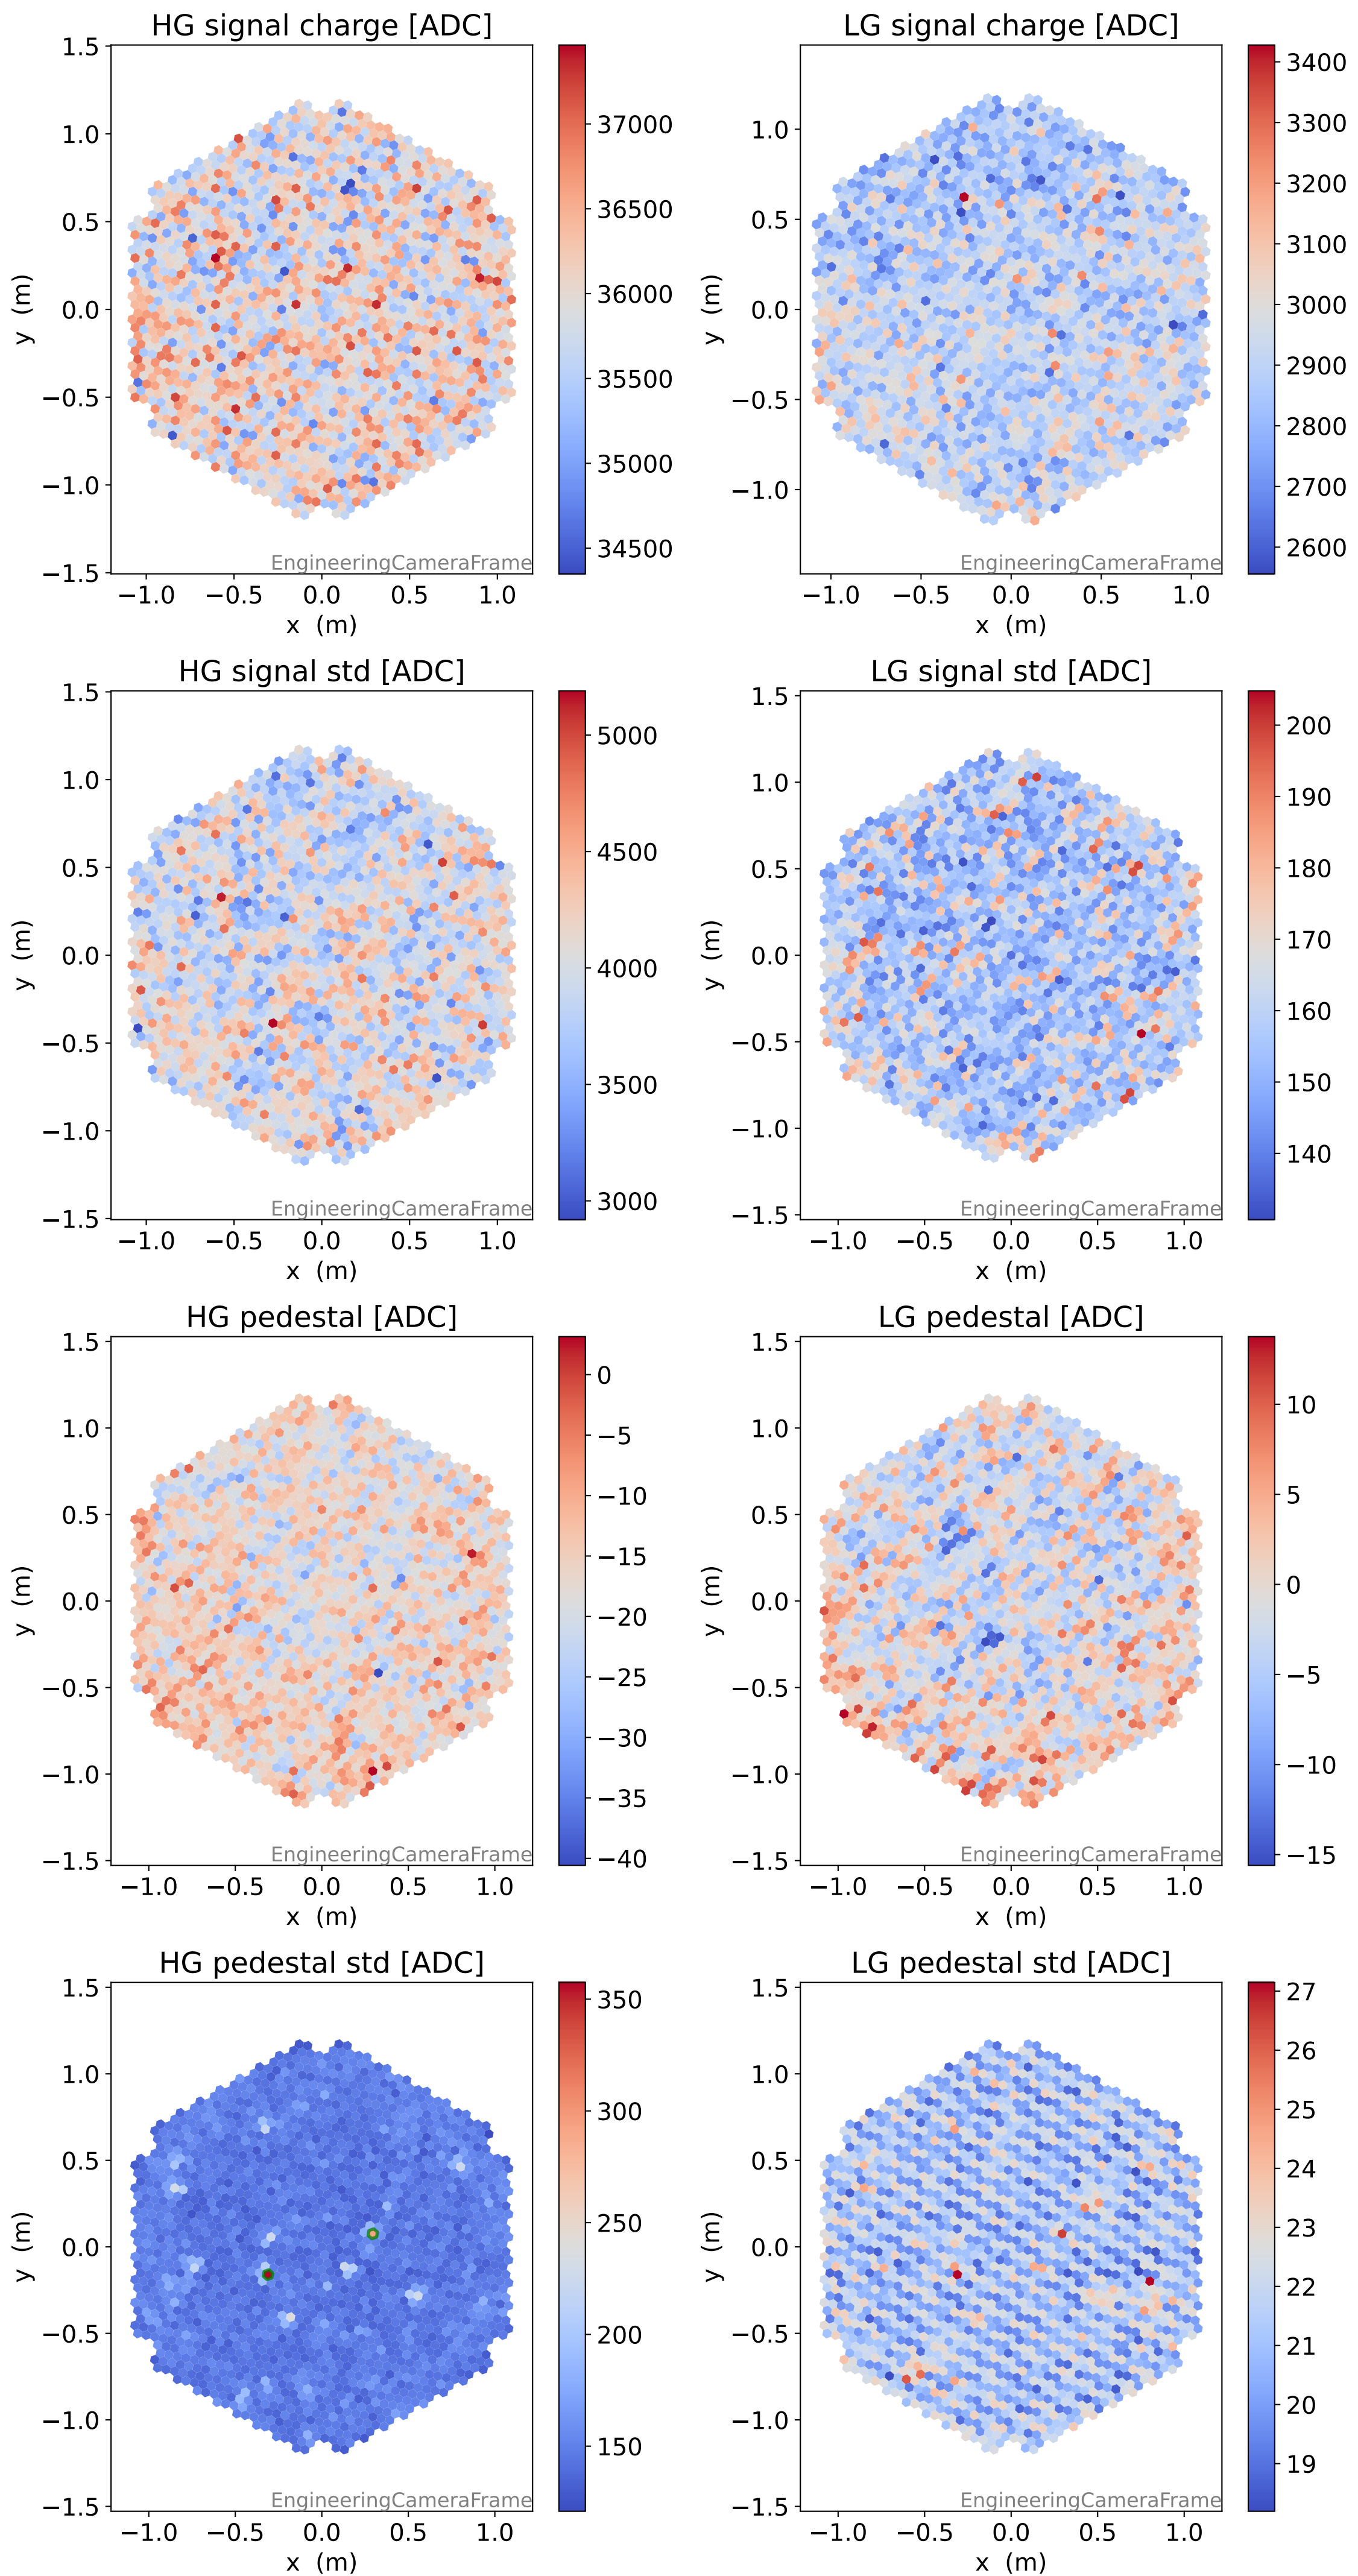 HG signal charge [ADC]
1.5
1.0
0.5
0.0
−0.5
−1.0
−1.5
y (m)
−1.0 −0.5 0.0 0.5 1.0
x (m)
EngineeringCameraFrame
37000
36500
36000
35500
35000
34500
LG signal charge [ADC]
1.5
1.0
0.5
0.0
−0.5
−1.0
y (m)
−1.0 −0.5 0.0 0.5 1.0
x (m)
EngineeringCameraFrame
3400
3300
3200
3100
3000
2900
2800
2700
2600
HG signal std [ADC]
1.5
1.0
0.5
0.0
−0.5
−1.0
−1.5
y (m)
−1.0 −0.5 0.0 0.5 1.0
x (m)
EngineeringCameraFrame
5000
4500
4000
3500
3000
LG signal std [ADC]
1.5
1.0
0.5
0.0
−0.5
−1.0
−1.5
y (m)
−1.0 −0.5 0.0 0.5 1.0
x (m)
EngineeringCameraFrame
200
190
180
170
160
150
140
HG pedestal [ADC]
1.5
1.0
0.5
0.0
−0.5
−1.0
−1.5
y (m)
−1.0 −0.5 0.0 0.5 1.0
x (m)
EngineeringCameraFrame
0
−5
−10
−15
−20
−25
−30
−35
−40
LG pedestal [ADC]
1.5
1.0
0.5
0.0
−0.5
−1.0
−1.5
y (m)
−1.0 −0.5 0.0 0.5 1.0
x (m)
EngineeringCameraFrame
10
5
0
−5
−10
−15
HG pedestal std [ADC]
1.5
1.0
0.5
0.0
−0.5
−1.0
−1.5
y (m)
−1.0 −0.5 0.0 0.5 1.0
x (m)
EngineeringCameraFrame
350
300
250
200
150
LG pedestal std [ADC]
1.5
1.0
0.5
0.0
−0.5
−1.0
−1.5
y (m)
−1.0 −0.5 0.0 0.5 1.0
x (m)
EngineeringCameraFrame
27
26
25
24
23
22
21
20
19